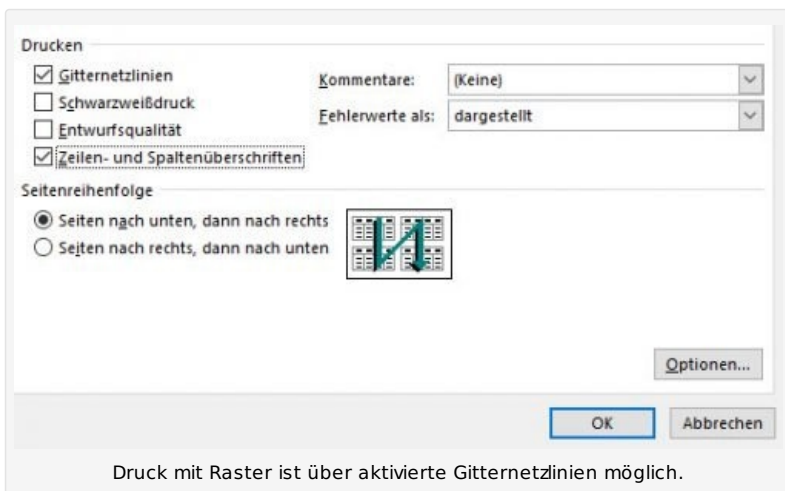 Drucken
Gitternetzlinien
Kommentare: (Keine)
Schwarzweißdruck
Fehlerwerte als: dargestellt
Entwurfsqualität
Zeilen- und Spaltenüberschriften
Seitenreihenfolge
Seiten nach unten, dann nach rechts
Seiten nach rechts, dann nach unten
Optionen...
OK Abbrechen
Druck mit Raster ist über aktivierte Gitternetzlinien möglich.